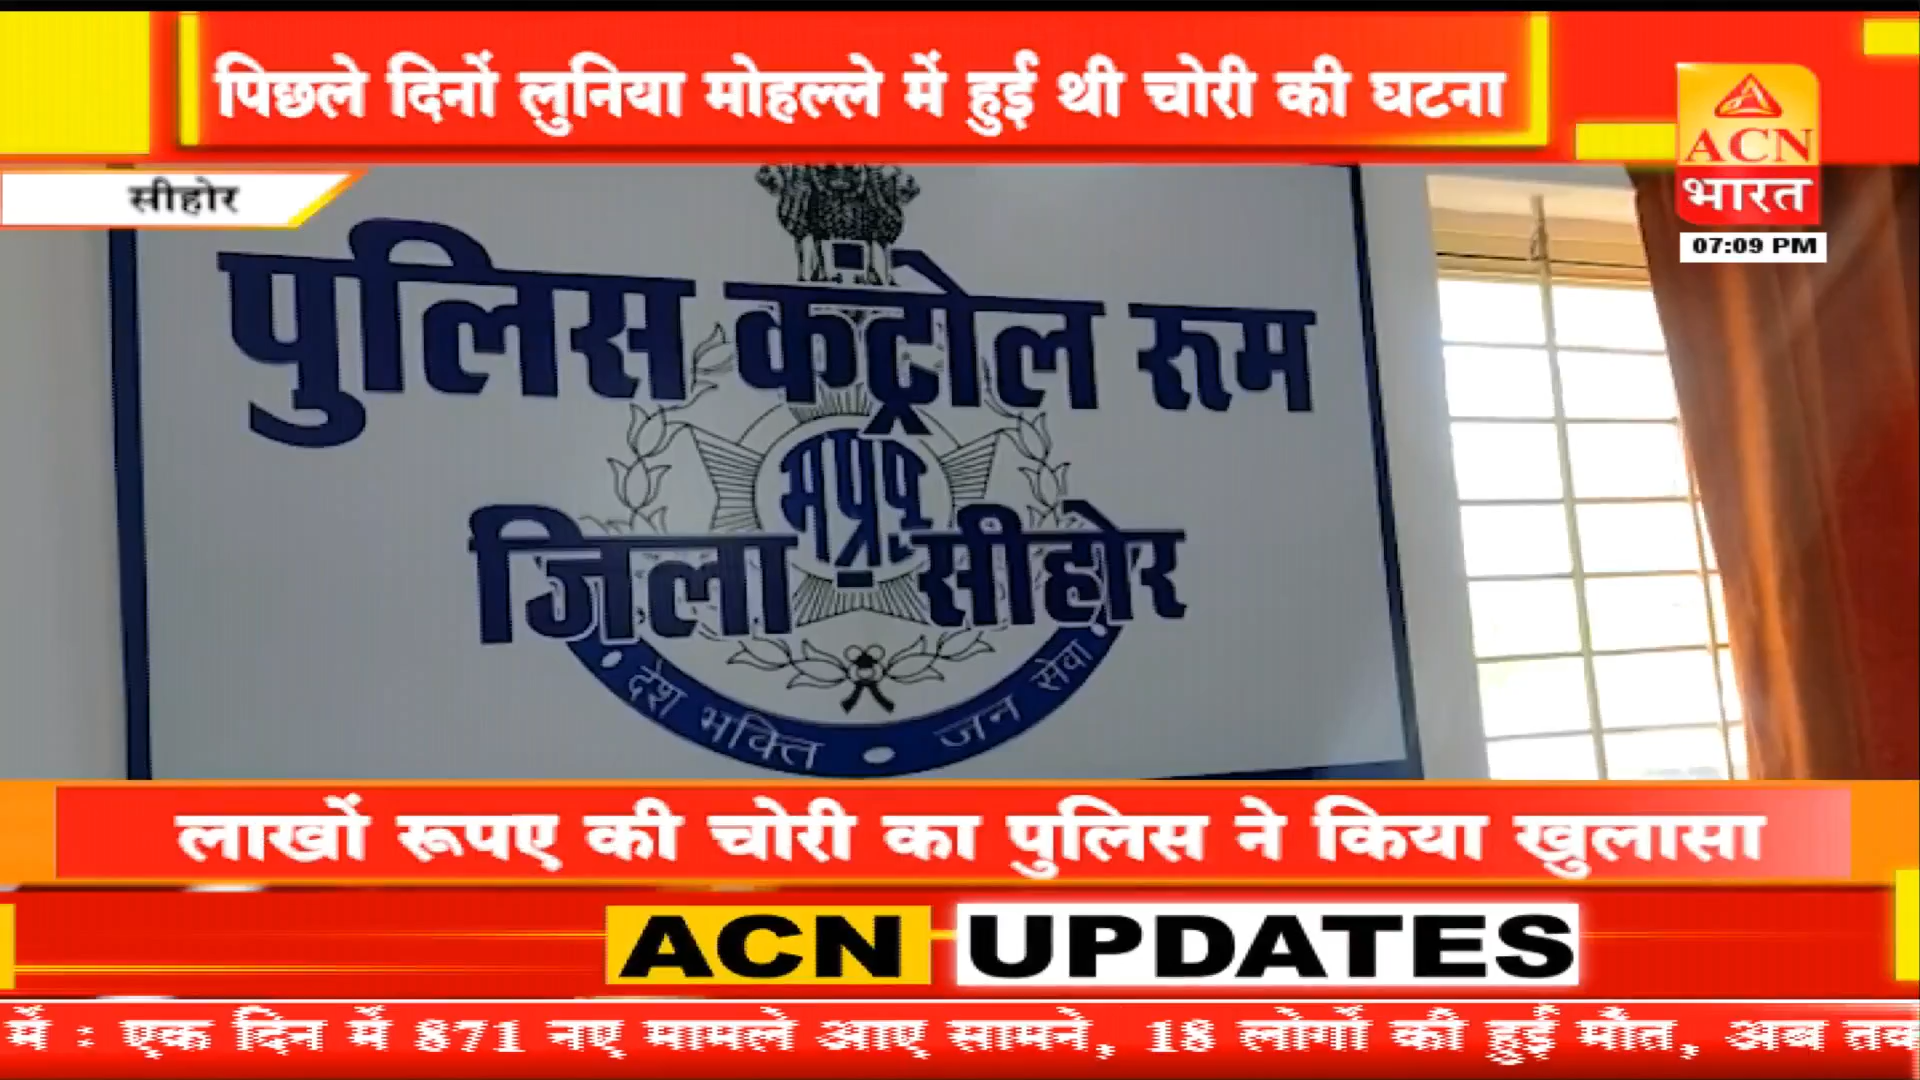 पिछले दिनों लुनिया मोहल्ले में हुई थी चोरी की घटना
ACN
भारत
07:09 PM
सीहोर
पुलिस कंट्रोल रूम
म.प्र.पु.
जिला सीहोर
देश भक्ति • जन सेवा
लाखों रूपए की चोरी का पुलिस ने किया खुलासा
ACN UPDATES
में : एक दिन में 871 नए मामले आए सामने, 18 लोगों की हुई मौत, अब तक